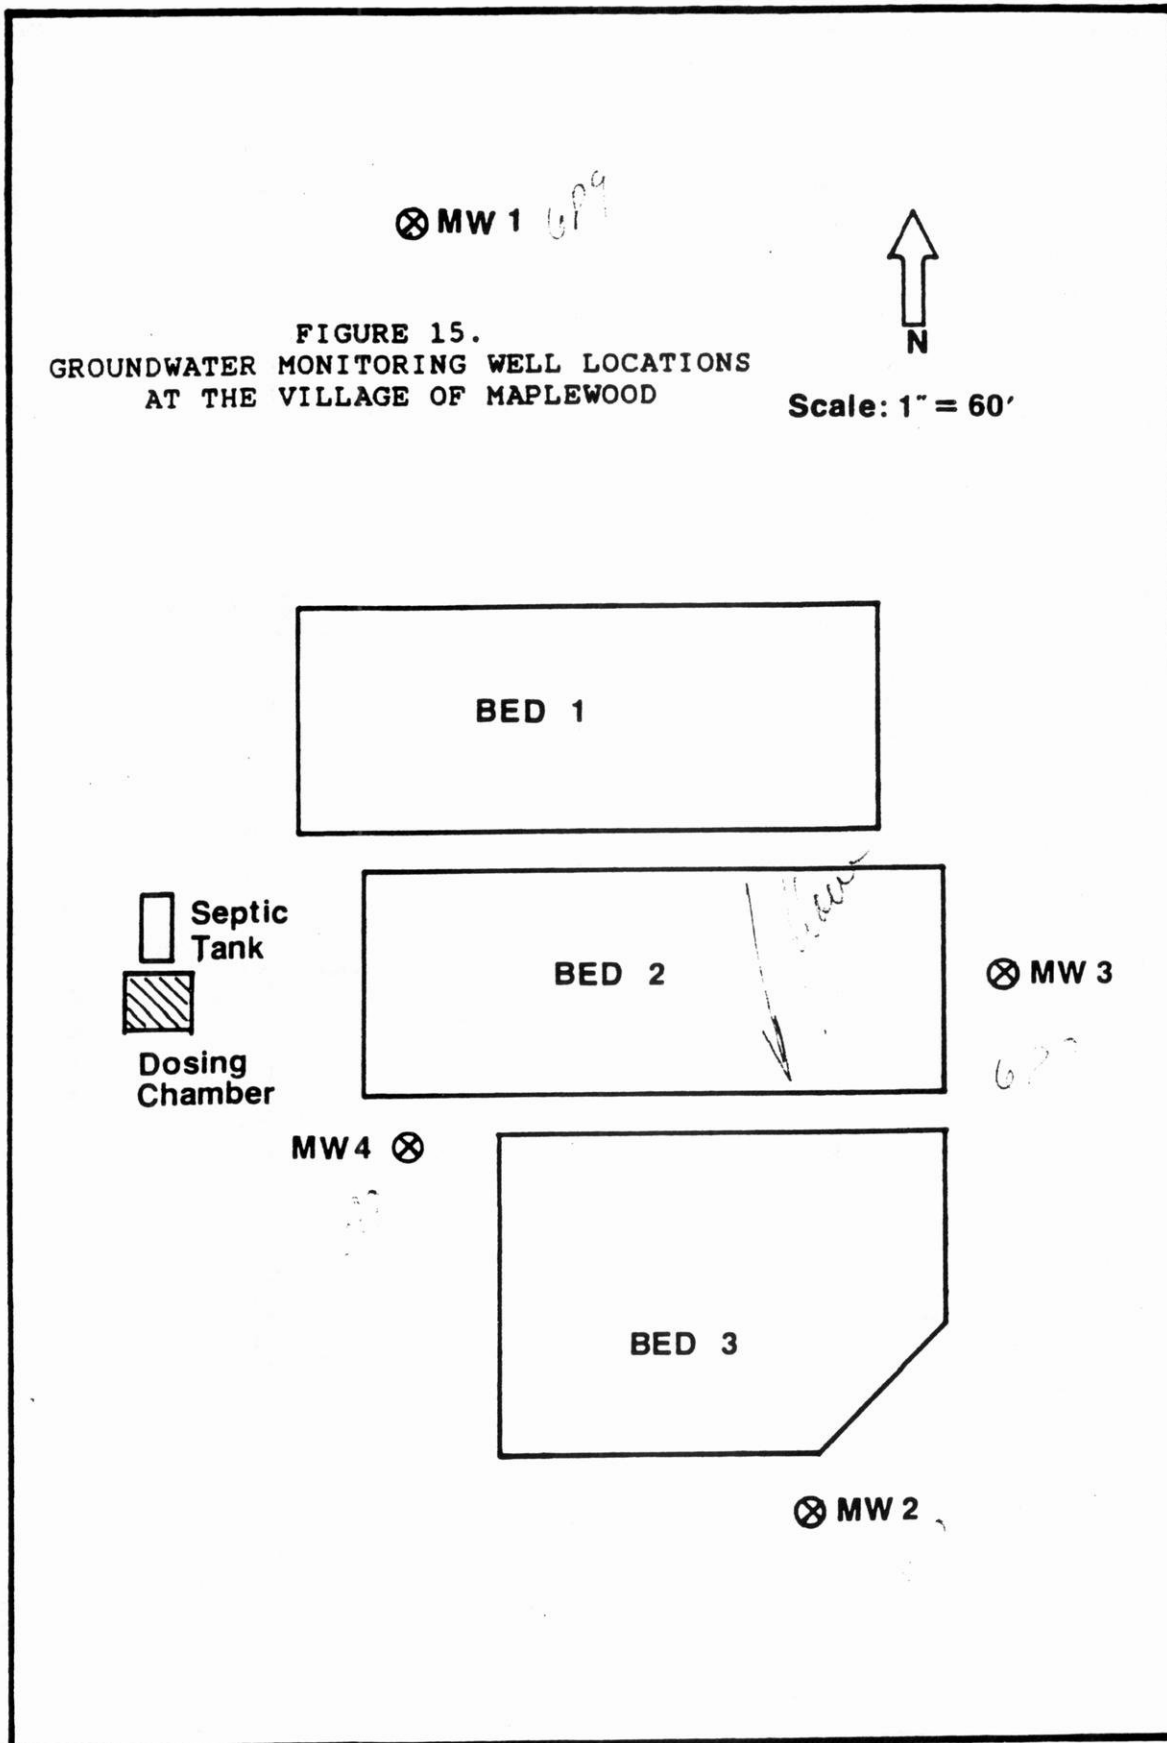 MW 1 689
FIGURE 15.
GROUNDWATER MONITORING WELL LOCATIONS
AT THE VILLAGE OF MAPLEWOOD
N
Scale: 1" = 60'
BED 1
Septic
Tank
BED 2
MW 3
Dosing
Chamber
MW4
BED 3
MW 2